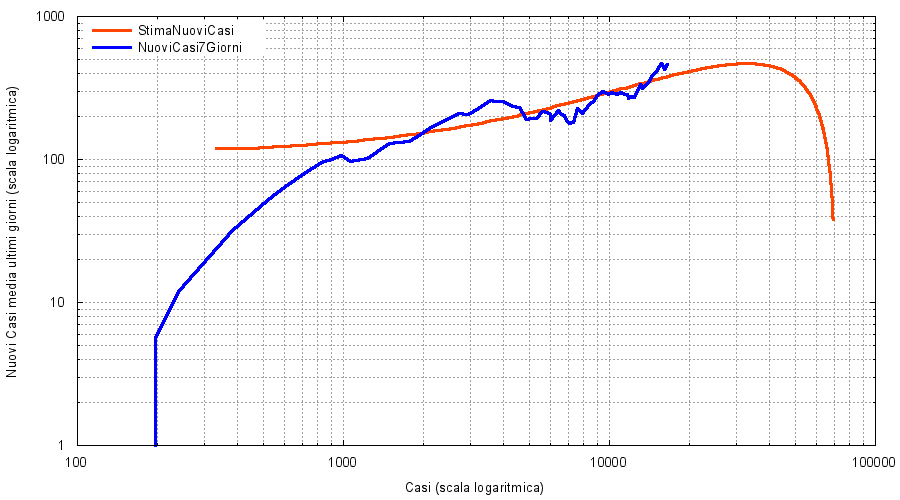 1000
StimaNuoviCasi
NuoviCasi7Giorni
100
10
1
100
1000
10000
100000
Nuovi Casi media ultimi giorni (scala logaritmica)
Casi (scala logaritmica)